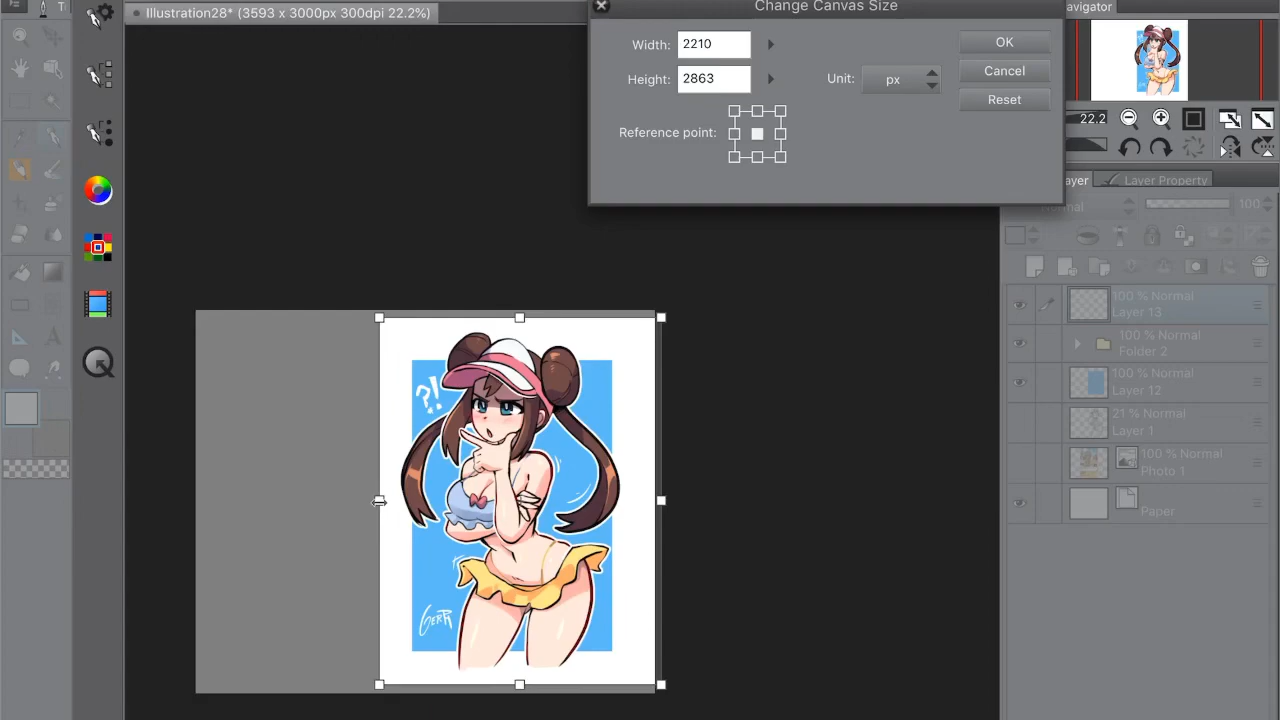 Illustration28* (3593 x 3000px 300dpi 22.2%)
Change Canvas Size
Width: 2210
Height: 2863
Unit: px
Reference point:
OK
Cancel
Reset
avigator
22.2
ayer
Layer Property
100
100 % Normal
Layer 13
100 % Normal
Folder 2
100 % Normal
Layer 12
21 % Normal
Layer 1
100 % Normal
Photo 1
Paper
?!
GERR